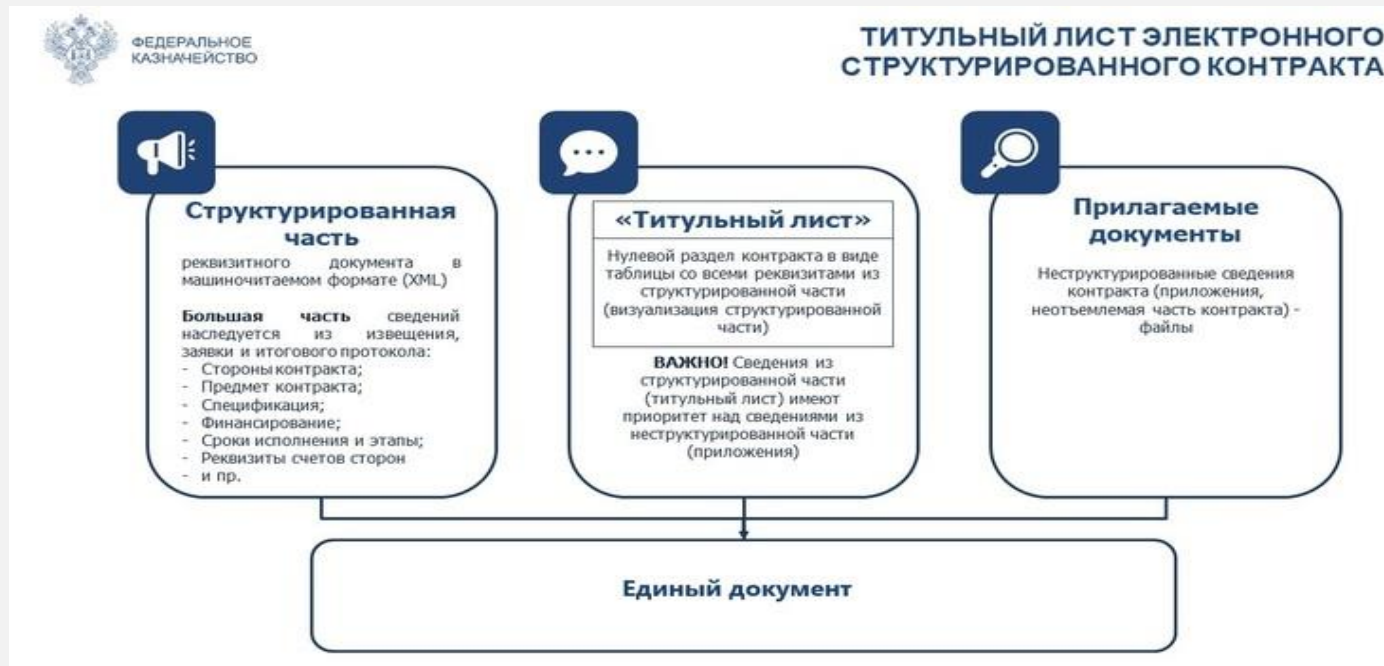 ФЕДЕРАЛЬНОЕ
КАЗНАЧЕЙСТВО
ТИТУЛЬНЫЙ ЛИСТ ЭЛЕКТРОННОГО
СТРУКТУРИРОВАННОГО КОНТРАКТА
Структурированная
часть
реквизитного документа в
машиночитаемом формате (XML)
Большая часть сведений
наследуется из извещения,
заявки и итогового протокола:
- Стороны контракта;
- Предмет контракта;
- Спецификация;
- Финансирование;
- Сроки исполнения и этапы;
- Реквизиты счетов сторон
- и пр.
«Титульный лист»
Нулевой раздел контракта в виде
таблицы со всеми реквизитами из
структурированной части
(визуализация структурированной
части)
ВАЖНО! Сведения из
структурированной части
(титульный лист) имеют
приоритет над сведениями из
неструктурированной части
(приложения)
Прилагаемые
документы
Неструктурированные сведения
контракта (приложения,
неотъемлемая часть контракта) -
файлы
Единый документ